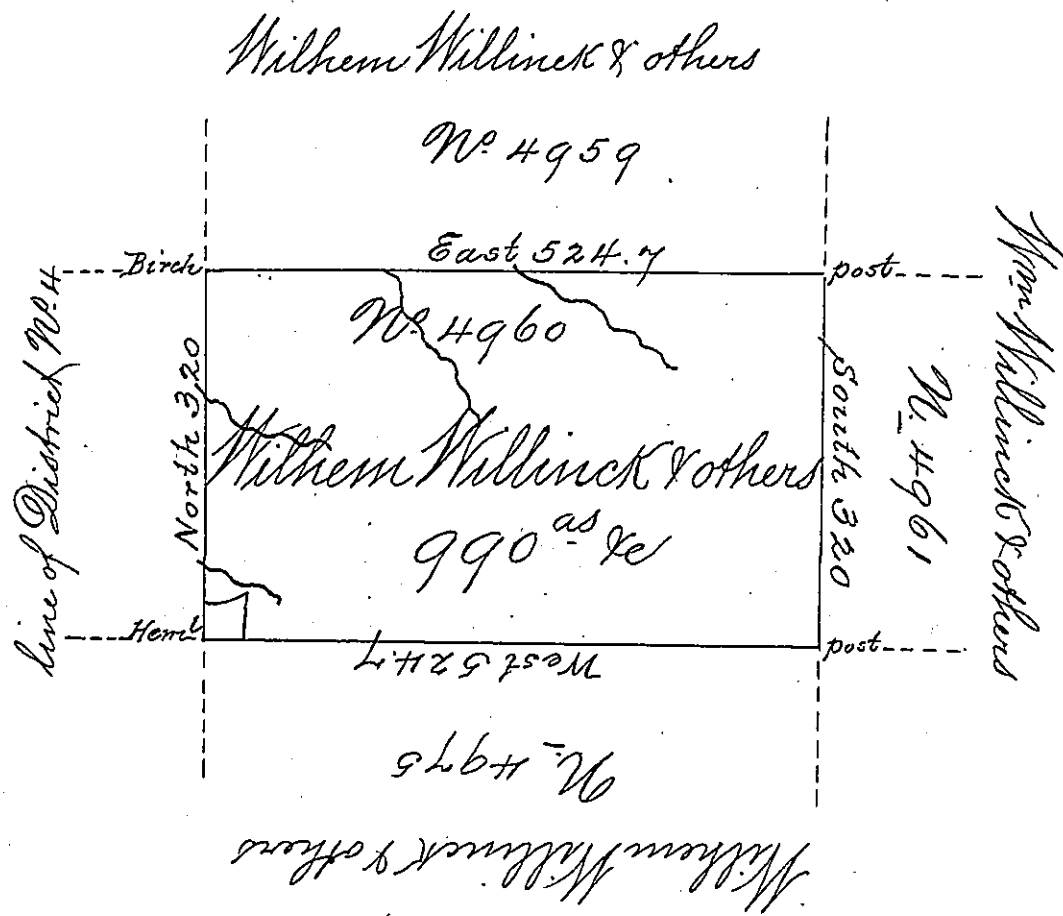 Wilhem Willinck & others
No. 4959
Birch
East 524.7
post
line of District No. 4
North 320
No. 4960
Wilhem Willinck & others
990 as &c
South 320
N. 4961
Wm Willinck & others
Heml
West 524.7
post
N. 4975
Wilhem Willinck & others